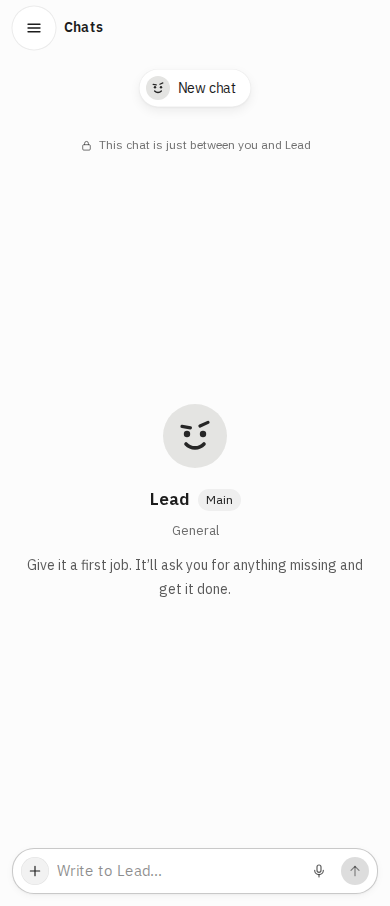 Chats
New chat
This chat is just between you and Lead
Lead Main
General
Give it a first job. It’ll ask you for anything missing and
get it done.
Write to Lead...